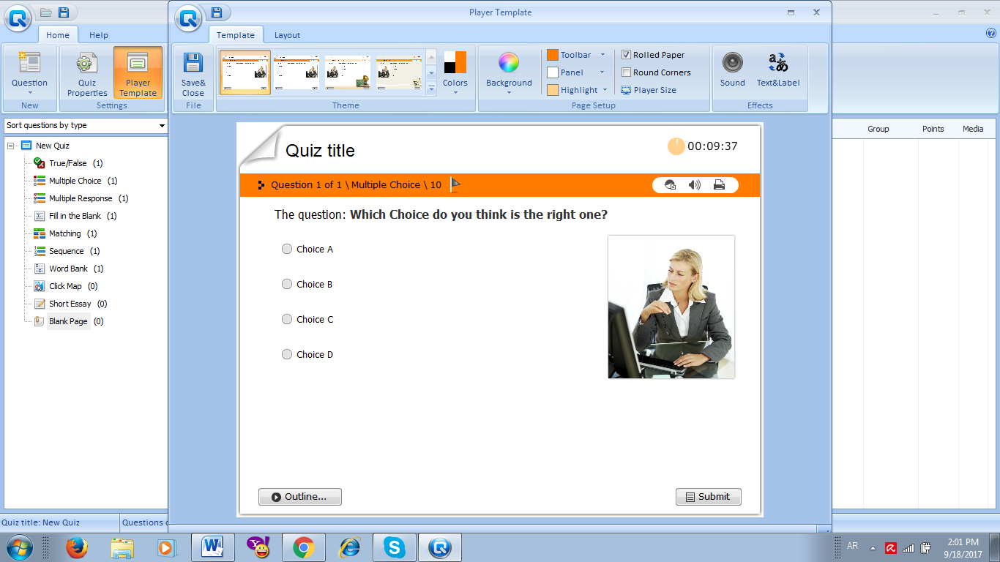 Player Template
Home Help
Template Layout
Question
Quiz Properties
Player Template
New
Settings
Save& Close
File
Colors
Theme
Background
Toolbar
Panel
Highlight
Rolled Paper
Round Corners
Player Size
Page Setup
Sound
Text&Label
Effects
Sort questions by type
Group Points Media
New Quiz
True/False (1)
Multiple Choice (1)
Multiple Response (1)
Fill in the Blank (1)
Matching (1)
Sequence (1)
Word Bank (1)
Click Map (0)
Short Essay (0)
Blank Page (0)
Quiz title
00:09:37
Question 1 of 1 \ Multiple Choice \ 10
The question: Which Choice do you think is the right one?
Choice A
Choice B
Choice C
Choice D
Outline...
Submit
Quiz title: New Quiz
Questions
AR
2:01 PM
9/18/2017